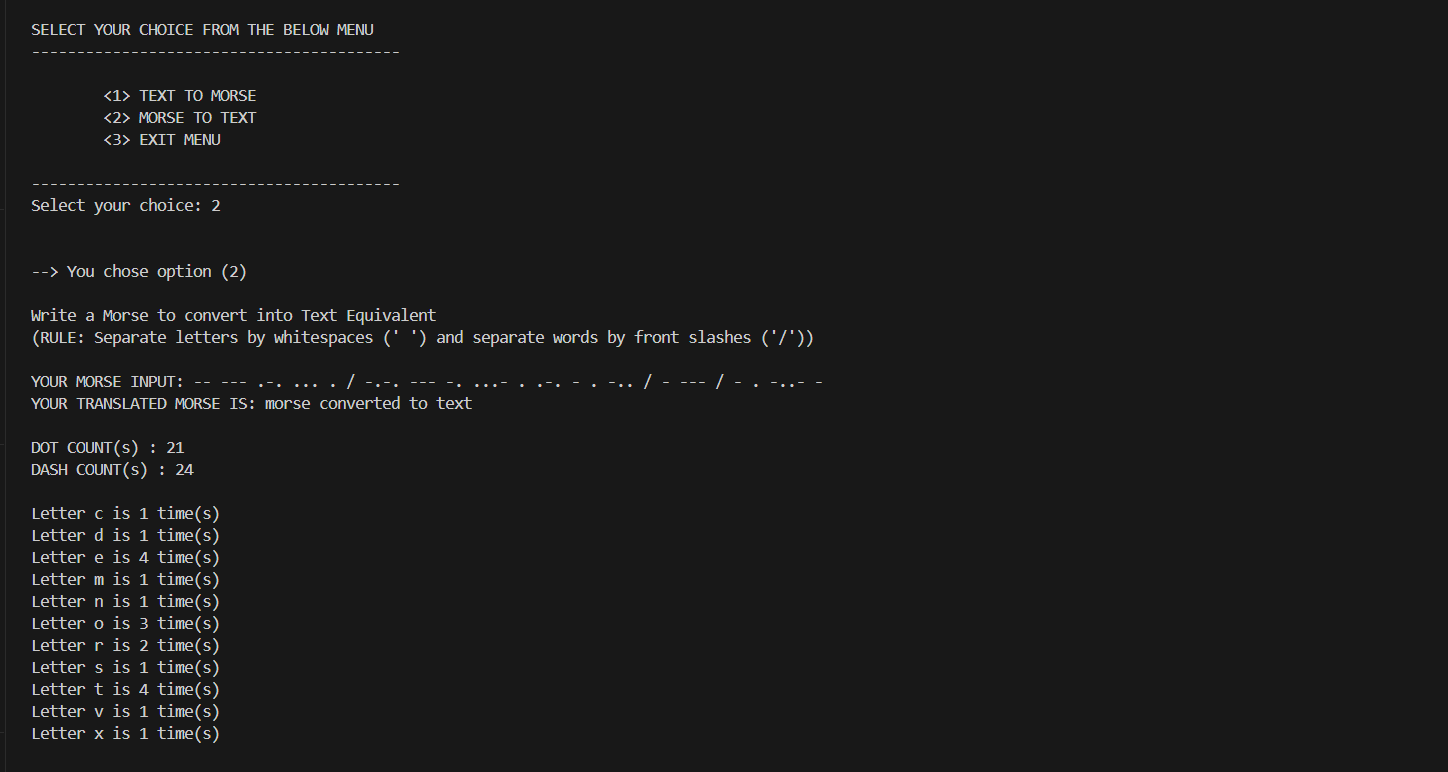 SELECT YOUR CHOICE FROM THE BELOW MENU
-----------------------------------------
<1> TEXT TO MORSE
<2> MORSE TO TEXT
<3> EXIT MENU
-----------------------------------------
Select your choice: 2
--> You chose option (2)
Write a Morse to convert into Text Equivalent
(RULE: Separate letters by whitespaces (' ') and separate words by front slashes ('/'))
YOUR MORSE INPUT: -- --- .-. ... . / -.-. --- -. ...- . .-. - . -.. / - --- / - . -..- -
YOUR TRANSLATED MORSE IS: morse converted to text
DOT COUNT(s) : 21
DASH COUNT(s) : 24
Letter c is 1 time(s)
Letter d is 1 time(s)
Letter e is 4 time(s)
Letter m is 1 time(s)
Letter n is 1 time(s)
Letter o is 3 time(s)
Letter r is 2 time(s)
Letter s is 1 time(s)
Letter t is 4 time(s)
Letter v is 1 time(s)
Letter x is 1 time(s)